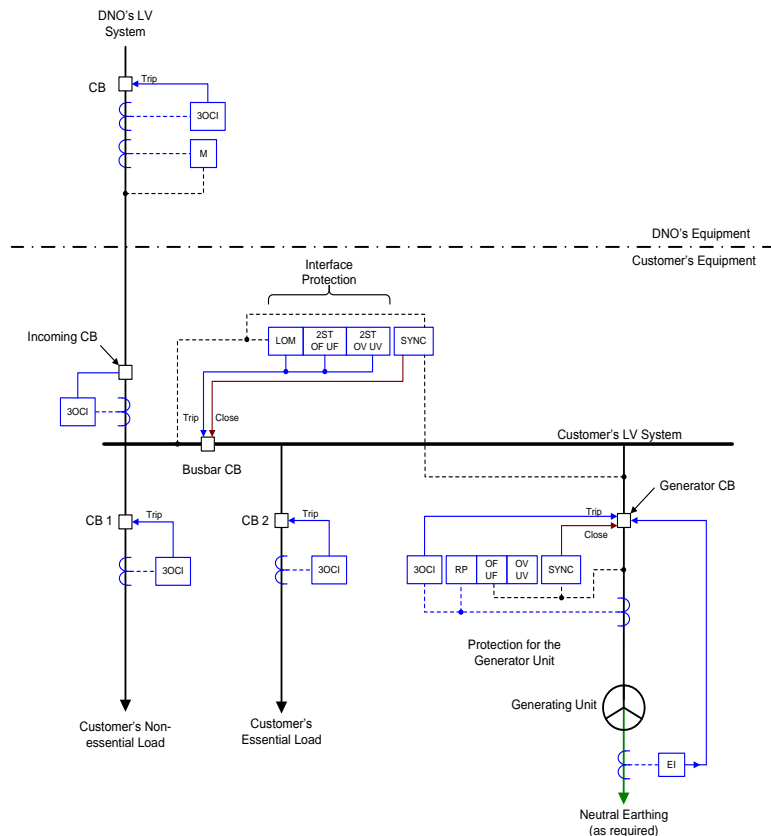 DNO's LV
System
CB
Trip
3OCI
M
DNO's Equipment
Customer's Equipment
Interface
Protection
Incoming CB
LOM
2ST
OF UF
2ST
OV UV
SYNC
3OCI
Trip
Close
Customer's LV System
Busbar CB
Generator CB
CB 1
Trip
CB 2
Trip
Trip
Close
3OCI
3OCI
3OCI
RP
OF
UF
OV
UV
SYNC
Protection for the
Generator Unit
Generating Unit
Customer's Non-
essential Load
Customer's
Essential Load
EI
Neutral Earthing
(as required)